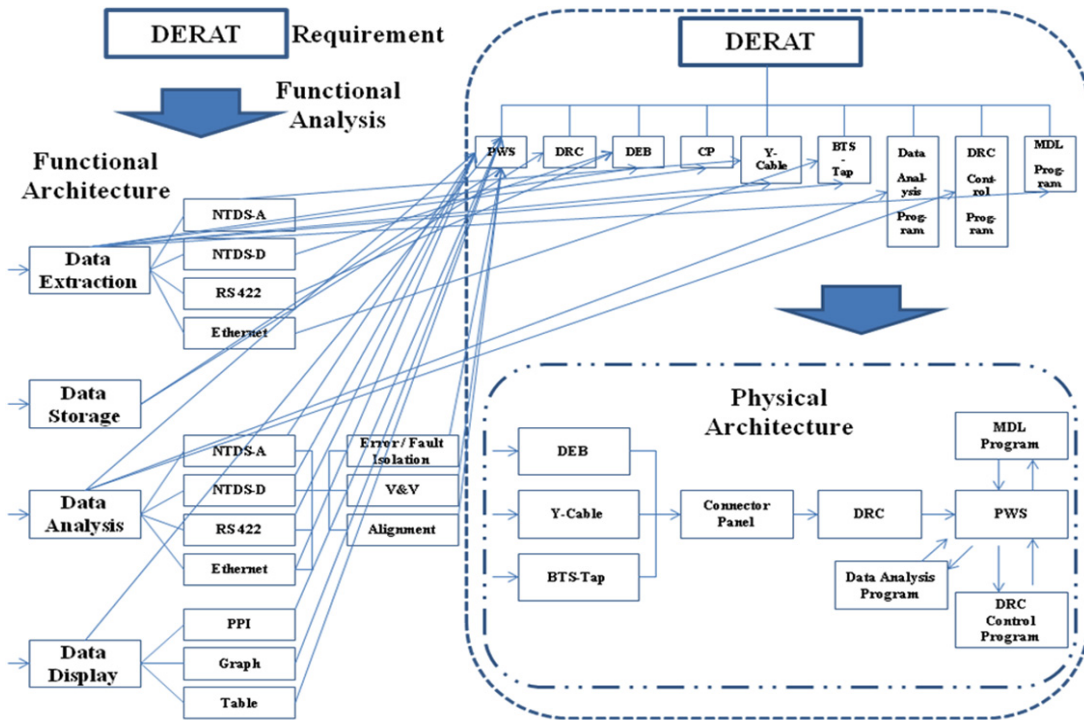 DERAT
Requirement
Functional
Analysis
Functional
Architecture
Data
Extraction
NTDS-A
NTDS-D
RS422
Ethernet
Data
Storage
Data
Analysis
NTDS-A
NTDS-D
RS422
Ethernet
Error / Fault
Isolation
V&V
Alignment
Data
Display
PPI
Graph
Table
DERAT
PWS
DRC
DEB
CP
Y-
Cable
BTS
-
Tap
Data
Anal-
ysis
Prog-
ram
DRC
Cont-
rol
Prog-
ram
MDL
Prog-
ram
Physical
Architecture
DEB
Y-Cable
BTS-Tap
Connector
Panel
DRC
MDL
Program
PWS
Data Analysis
Program
DRC
Control
Program